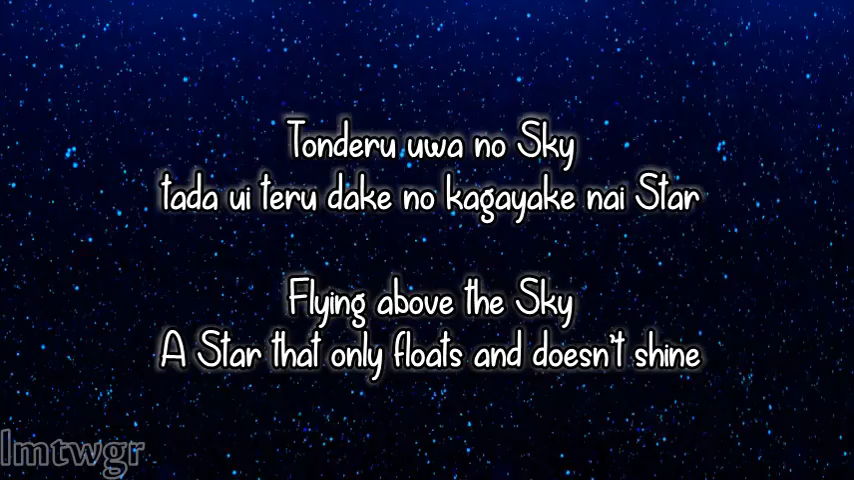 Tonderu uwa no Sky
tada ui teru dake no kagayake nai Star
Flying above the Sky
A Star that only floats and doesn't shine
lmtwgr